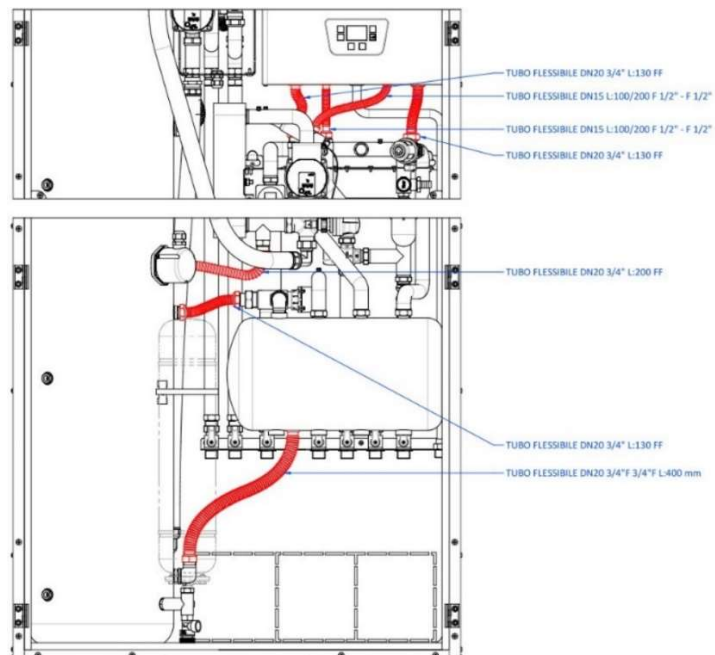 TUBO FLESSIBILE DN20 3/4" L:130 FF
TUBO FLESSIBILE DN15 L:100/200 F 1/2" - F 1/2"
TUBO FLESSIBILE DN15 L:100/200 F 1/2" - F 1/2"
TUBO FLESSIBILE DN20 3/4" L:130 FF
TUBO FLESSIBILE DN20 3/4" L:200 FF
TUBO FLESSIBILE DN20 3/4" L:130 FF
TUBO FLESSIBILE DN20 3/4"F 3/4"F L:400 mm